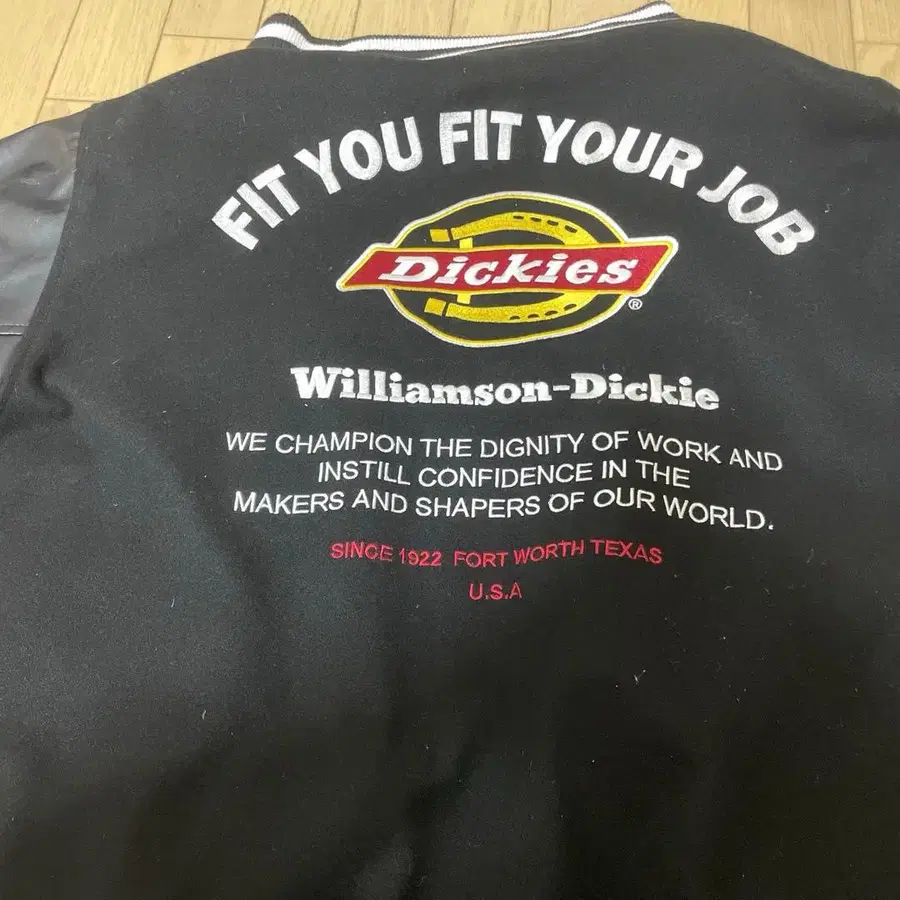 FIT YOU FIT YOUR JOB
Dickies®
Williamson-Dickie
WE CHAMPION THE DIGNITY OF WORK AND
INSTILL CONFIDENCE IN THE
MAKERS AND SHAPERS OF OUR WORLD.
SINCE 1922 FORT WORTH TEXAS
U.S.A